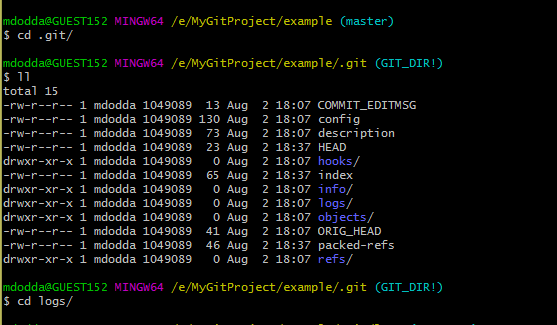 mdodda@GUEST152 MINGW64 /e/MyGitProject/example (master)
$ cd .git/
mdodda@GUEST152 MINGW64 /e/MyGitProject/example/.git (GIT_DIR!)
$ ll
total 15
-rw-r--r-- 1 mdodda 1049089  13 Aug  2 18:07 COMMIT_EDITMSG
-rw-r--r-- 1 mdodda 1049089 130 Aug  2 18:07 config
-rw-r--r-- 1 mdodda 1049089  73 Aug  2 18:07 description
-rw-r--r-- 1 mdodda 1049089  23 Aug  2 18:37 HEAD
drwxr-xr-x 1 mdodda 1049089   0 Aug  2 18:07 hooks/
-rw-r--r-- 1 mdodda 1049089  65 Aug  2 18:37 index
drwxr-xr-x 1 mdodda 1049089   0 Aug  2 18:07 info/
drwxr-xr-x 1 mdodda 1049089   0 Aug  2 18:07 logs/
drwxr-xr-x 1 mdodda 1049089   0 Aug  2 18:07 objects/
-rw-r--r-- 1 mdodda 1049089  41 Aug  2 18:07 ORIG_HEAD
-rw-r--r-- 1 mdodda 1049089  46 Aug  2 18:37 packed-refs
drwxr-xr-x 1 mdodda 1049089   0 Aug  2 18:07 refs/
mdodda@GUEST152 MINGW64 /e/MyGitProject/example/.git (GIT_DIR!)
$ cd logs/